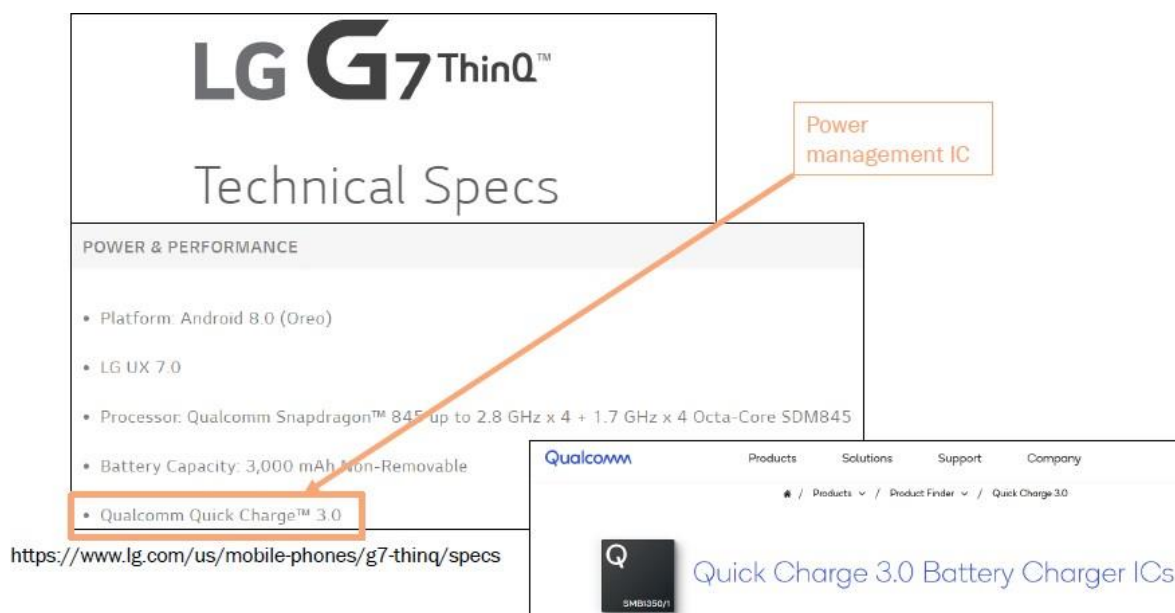 LG G7 ThinQ™
Power
management IC
Technical Specs
POWER & PERFORMANCE
• Platform: Android 8.0 (Oreo)
• LG UX 7.0
• Processor: Qualcomm Snapdragon™ 845 up to 2.8 GHz x 4 + 1.7 GHz x 4 Octa-Core SDM845
• Battery Capacity: 3,000 mAh Non-Removable
• Qualcomm Quick Charge™ 3.0
https://www.lg.com/us/mobile-phones/g7-thinq/specs
Qualcomm Products Solutions Support Company
/ Products / Product Finder / Quick Charge 3.0
Q
SMB1350/1
Quick Charge 3.0 Battery Charger ICs